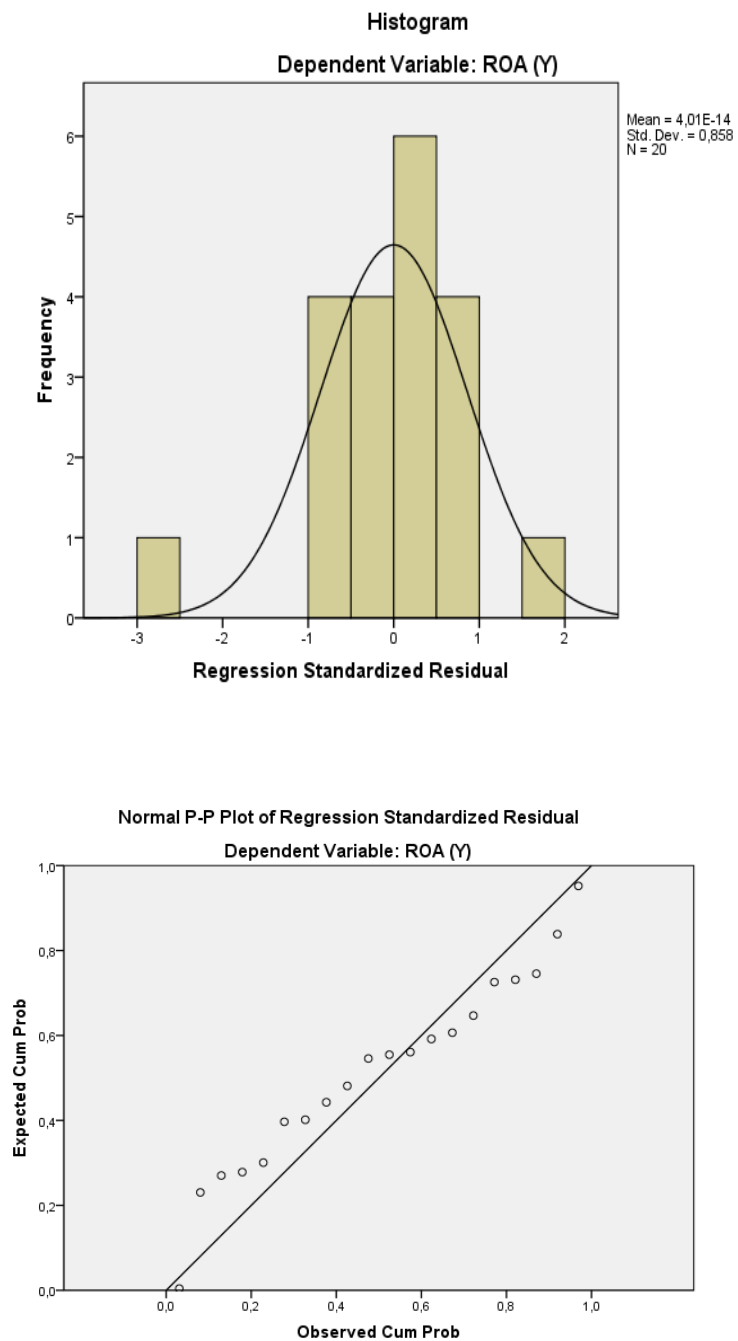 Histogram
Dependent Variable: ROA (Y)
Mean = 4,01E-14
Std. Dev. = 0,858
N = 20
Frequency
6
5
4
3
2
1
0
-3 -2 -1 0 1 2
Regression Standardized Residual
Normal P-P Plot of Regression Standardized Residual
Dependent Variable: ROA (Y)
Expected Cum Prob
1,0
0,8
0,6
0,4
0,2
0,0
0,0 0,2 0,4 0,6 0,8 1,0
Observed Cum Prob